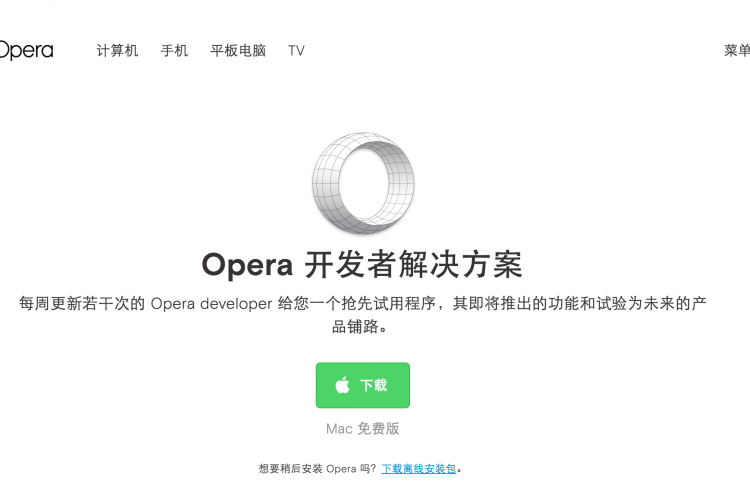 Opera 计算机 手机 平板电脑 TV 菜单
Opera 开发者解决方案
每周更新若干次的 Opera developer 给您一个抢先试用程序，其即将推出的功能和试验为未来的产
品铺路。
下载
Mac 免费版
想要稍后安装 Opera 吗？下载离线安装包。